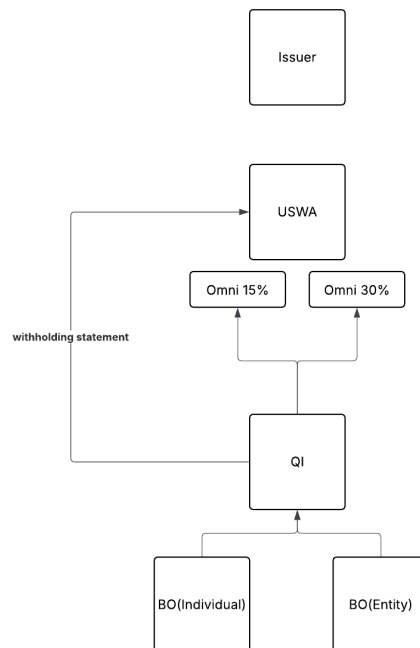 Issuer
USWA
Omni 15%
Omni 30%
withholding statement
QI
BO(Individual)
BO(Entity)